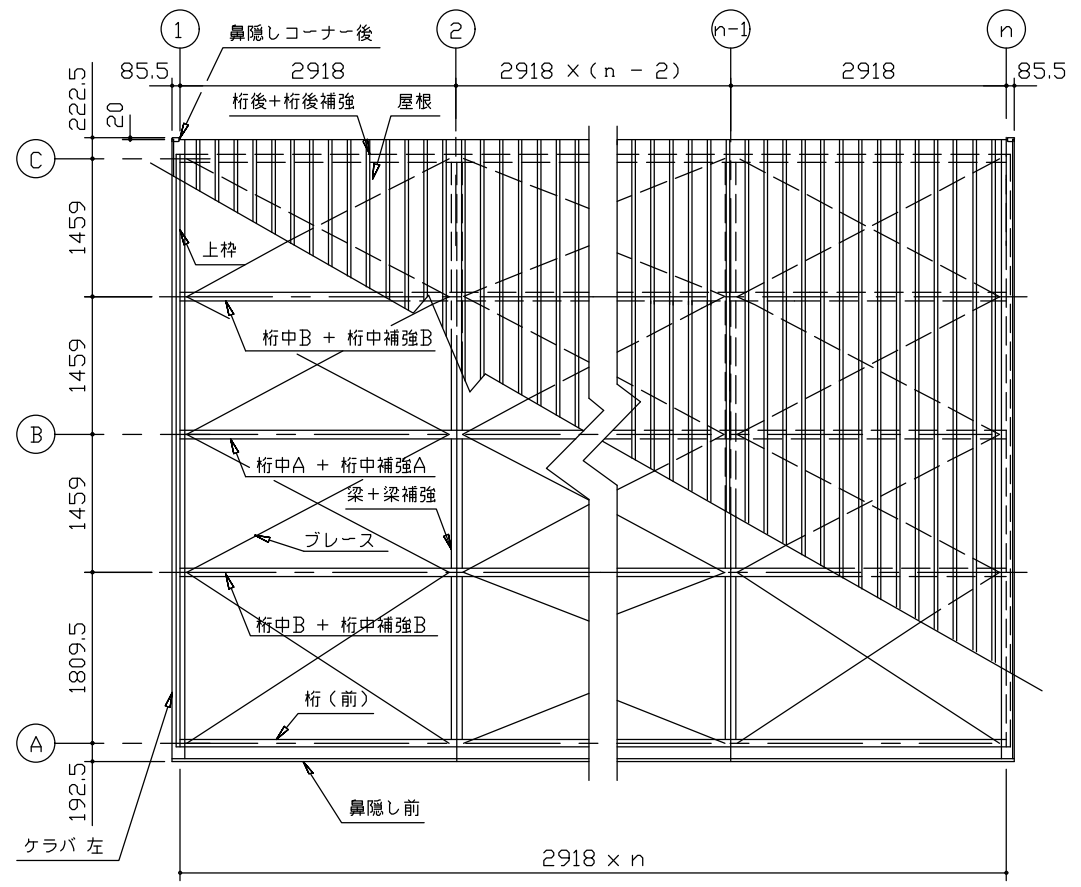 1
2
n-1
n
鼻隠しコーナー後
85.5
2918
2918 ×(n - 2)
2918
85.5
222.5
20
桁後+桁後補強
屋根
C
1459
上枠
桁中B + 桁中補強B
1459
B
桁中A + 桁中補強A
1459
梁+梁補強
ブレース
桁中B + 桁中補強B
1809.5
桁(前)
A
192.5
鼻隠し前
ケラバ 左
2918 × n